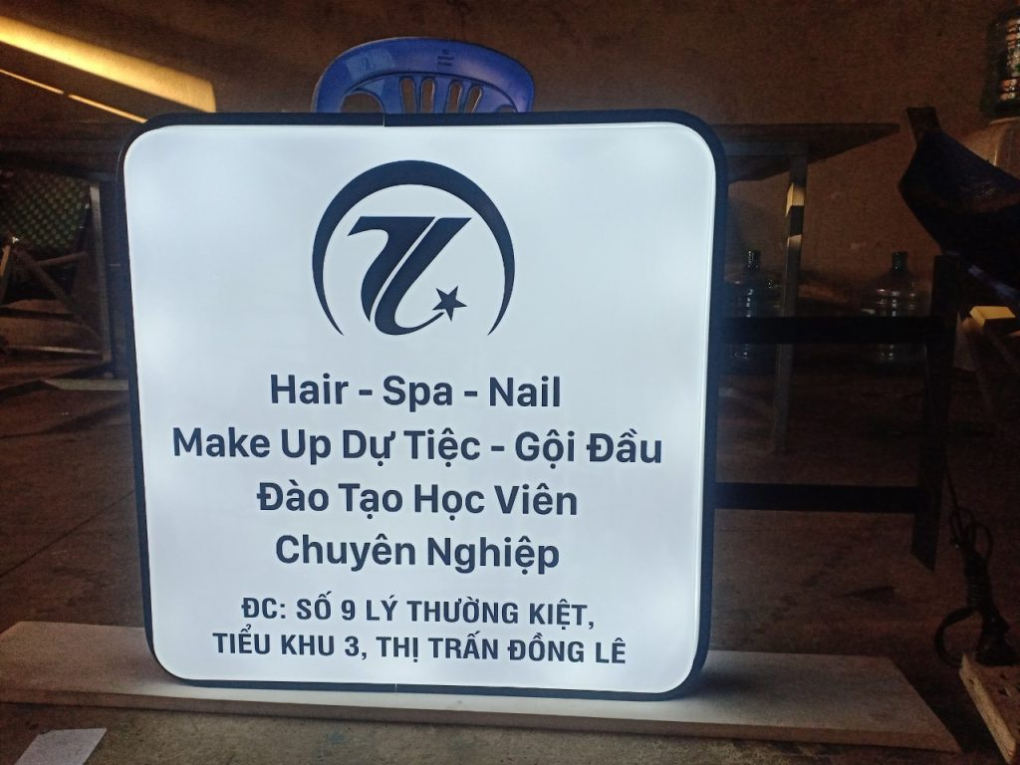 Hair - Spa - Nail
Make Up Dự Tiệc - Gội Đầu
Đào Tạo Học Viên
Chuyên Nghiệp
ĐC: SỐ 9 LÝ THƯỜNG KIỆT,
TIỂU KHU 3, THỊ TRẤN ĐỒNG LÊ